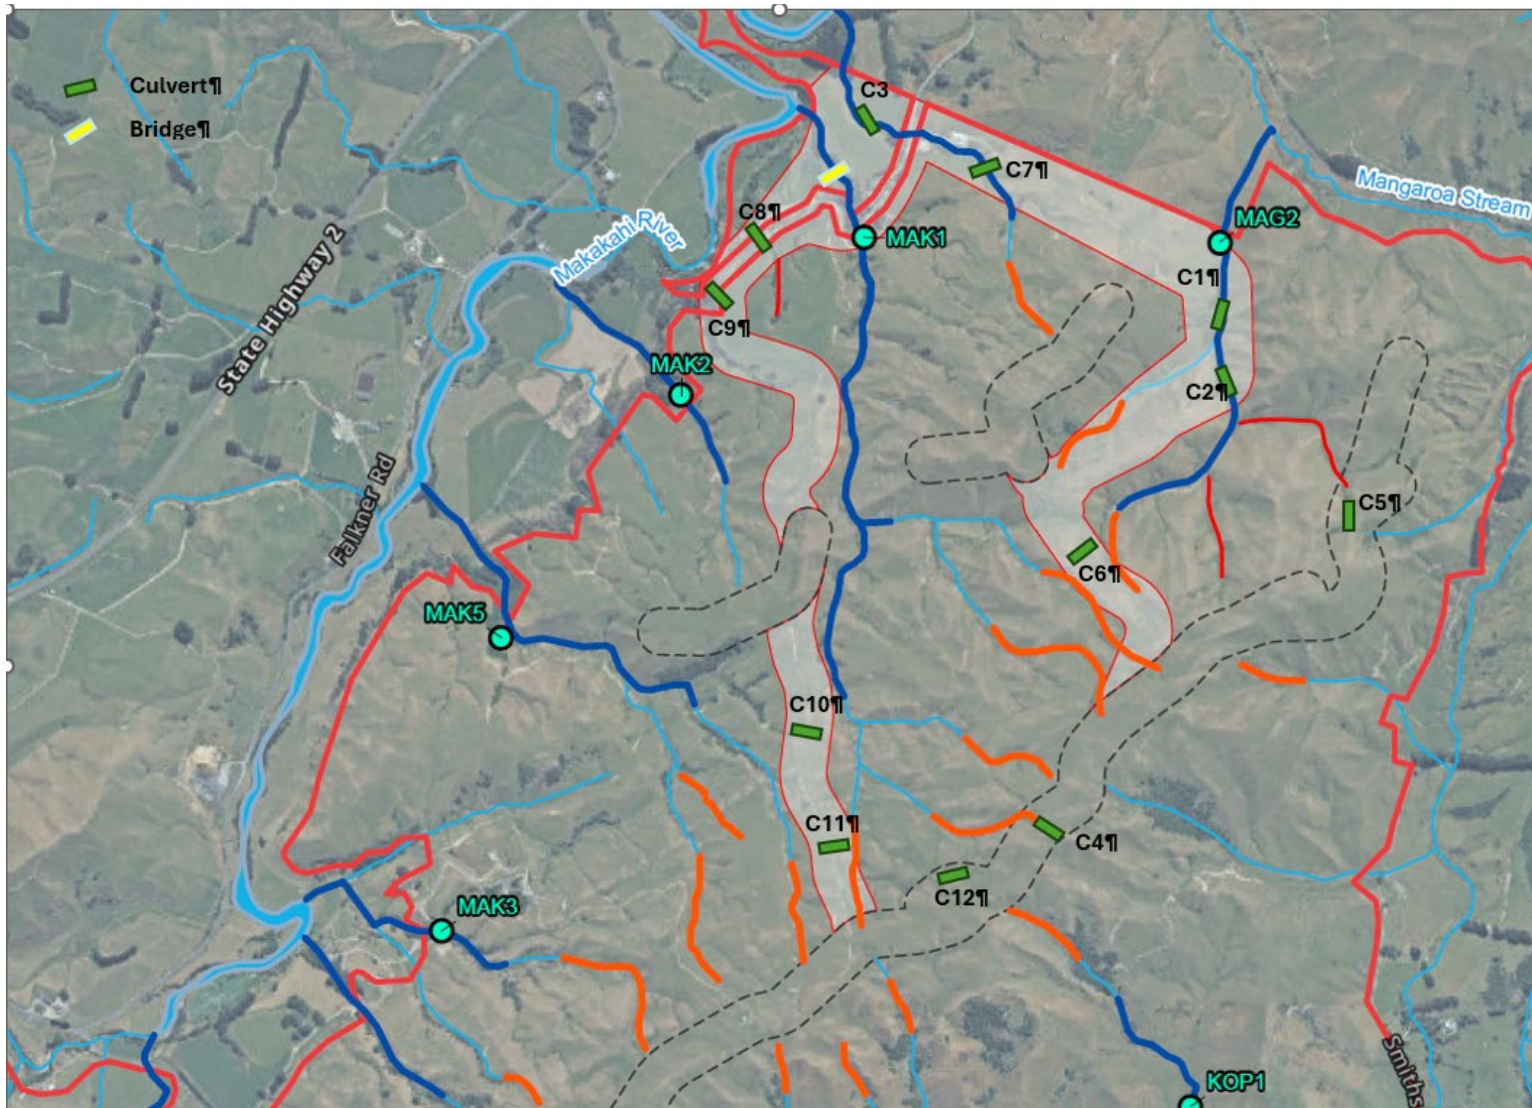 Culvert¶
Bridge¶
C3
C7¶
Mangaroa Stream
MAG2
C8¶
MAK1
Makakahi River
State Highway 2
C1¶
C9¶
MAK2
C2¶
Falkner Rd
C5¶
C6¶
MAK5
C10¶
C11¶
C4¶
C12¶
MAK3
Smiths
KOP1